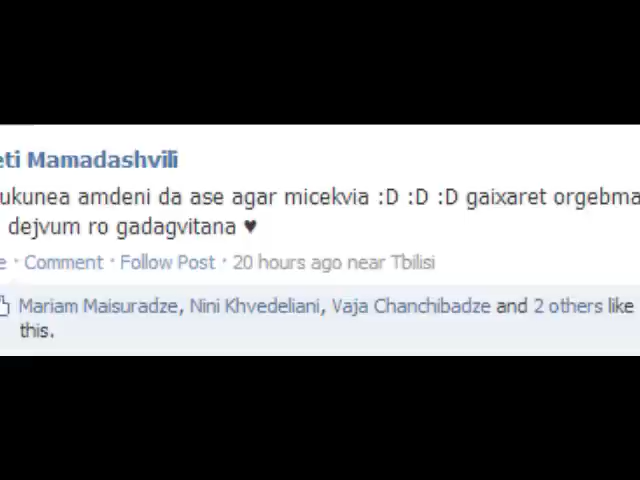 eti Mamadashvili
ukunea amdeni da ase agar micekvia :D :D :D gaixaret orgebma
dejvum ro gadagvitana ♥
e · Comment · Follow Post · 20 hours ago near Tbilisi
Mariam Maisuradze, Nini Khvedeliani, Vaja Chanchibadze and 2 others like
this.